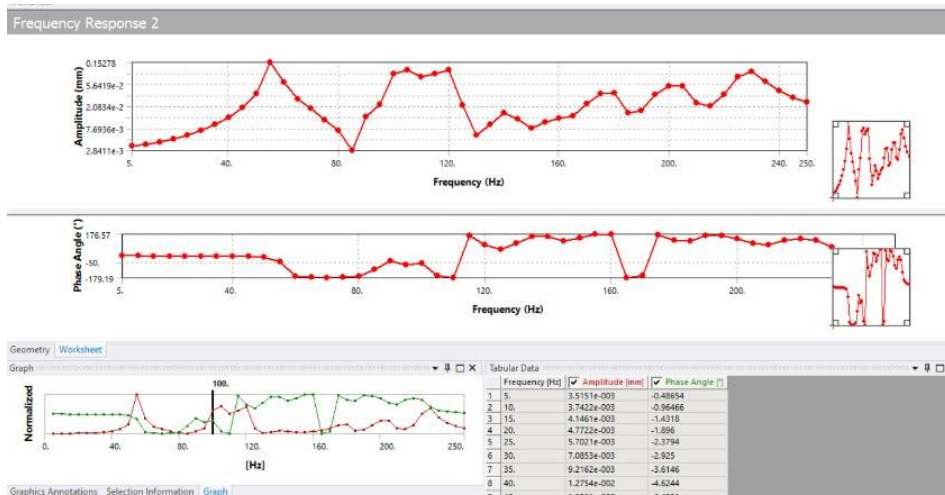 Frequency Response 2
Amplitude (mm)
0.15278
5.6419e-2
2.0834e-2
7.6936e-3
2.8411e-3
5. 40. 80. 120. 160. 200. 240. 250.
Frequency (Hz)
Phase Angle (°)
176.57
-50.
-179.19
5. 40. 80. 120. 160. 200.
Frequency (Hz)
Geometry Worksheet
Graph
Normalized
100.
0. 40. 80. 120. 160. 200. 250.
[Hz]
Graphics Annotations Selection Information Graph
Tabular Data
Frequency [Hz] Amplitude [mm] Phase Angle [°]
1 5. 3.5151e-003 -0.48654
2 10. 3.7422e-003 -0.96466
3 15. 4.1461e-003 -1.4318
4 20. 4.7722e-003 -1.896
5 25. 5.7021e-003 -2.3794
6 30. 7.0853e-003 -2.925
7 35. 9.2162e-003 -3.6146
8 40. 1.2754e-002 -4.6244